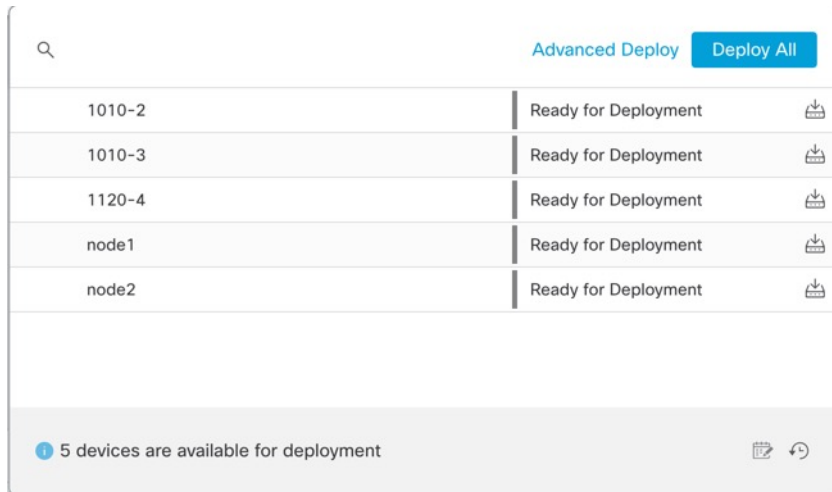 Advanced Deploy Deploy All
1010-2 Ready for Deployment
1010-3 Ready for Deployment
1120-4 Ready for Deployment
node1 Ready for Deployment
node2 Ready for Deployment
5 devices are available for deployment